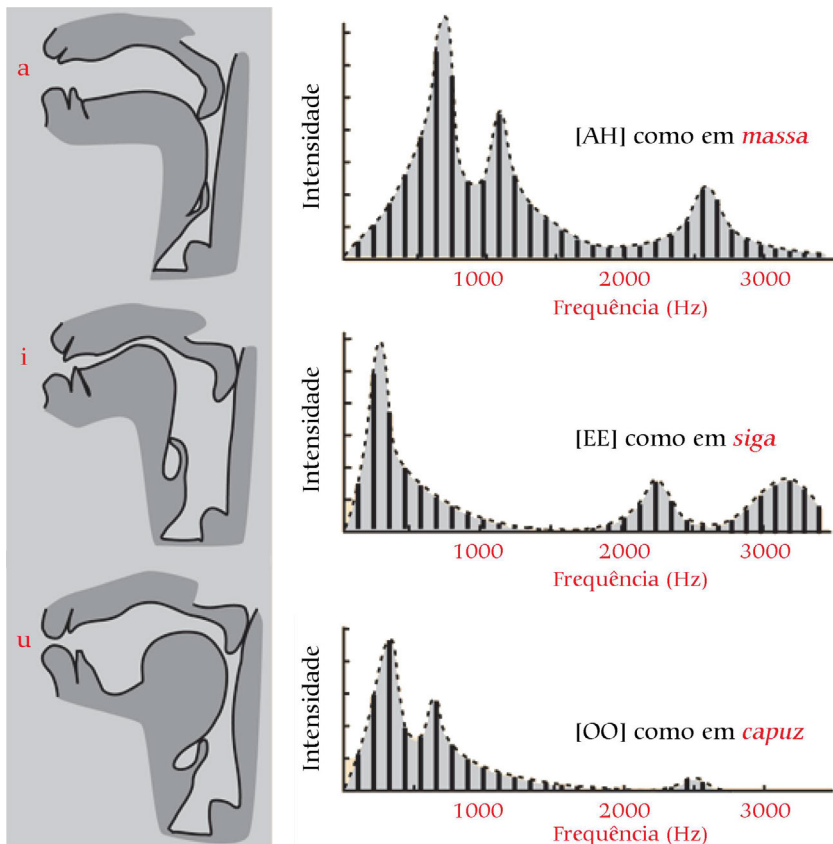 a
Intensidade
[AH] como em massa
1000 2000 3000
Frequência (Hz)
i
Intensidade
[EE] como em siga
1000 2000 3000
Frequência (Hz)
u
Intensidade
[OO] como em capuz
1000 2000 3000
Frequência (Hz)